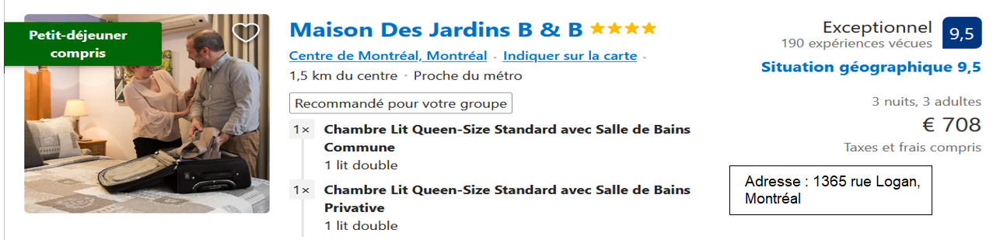 Petit-déjeuner
compris
Maison Des Jardins B & B
Centre de Montréal, Montréal · Indiquer sur la carte ·
1,5 km du centre · Proche du métro
Recommandé pour votre groupe
1× Chambre Lit Queen-Size Standard avec Salle de Bains
Commune
1 lit double
1× Chambre Lit Queen-Size Standard avec Salle de Bains
Privative
1 lit double
Exceptionnel 9,5
190 expériences vécues
Situation géographique 9,5
3 nuits, 3 adultes
€ 708
Taxes et frais compris
Adresse : 1365 rue Logan,
Montréal